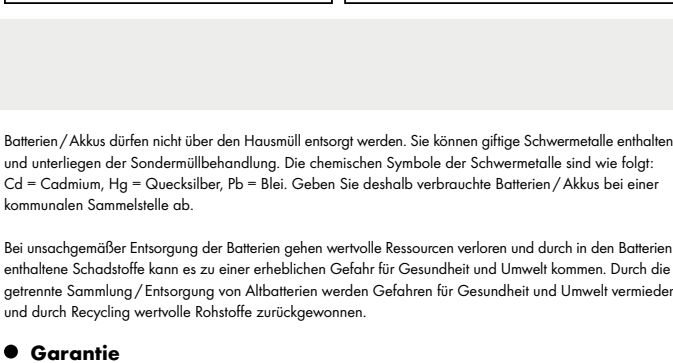 Batterien / Akkus dürfen nicht über den Hausmüll entsorgt werden. Sie können giftige Schwermetalle enthalten
und unterliegen der Sondermüllbehandlung. Die chemischen Symbole der Schwermetalle sind wie folgt:
Cd = Cadmium, Hg = Quecksilber, Pb = Blei. Geben Sie deshalb verbrauchte Batterien / Akkus bei einer
kommunalen Sammelstelle ab.
Bei unsachgemäßer Entsorgung der Batterien gehen wertvolle Ressourcen verloren und durch in den Batterien
enthaltene Schadstoffe kann es zu einer erheblichen Gefahr für Gesundheit und Umwelt kommen. Durch die
getrennte Sammlung / Entsorgung von Altbatterien werden Gefahren für Gesundheit und Umwelt vermieden
und durch Recycling wertvolle Rohstoffe zurückgewonnen.
● Garantie